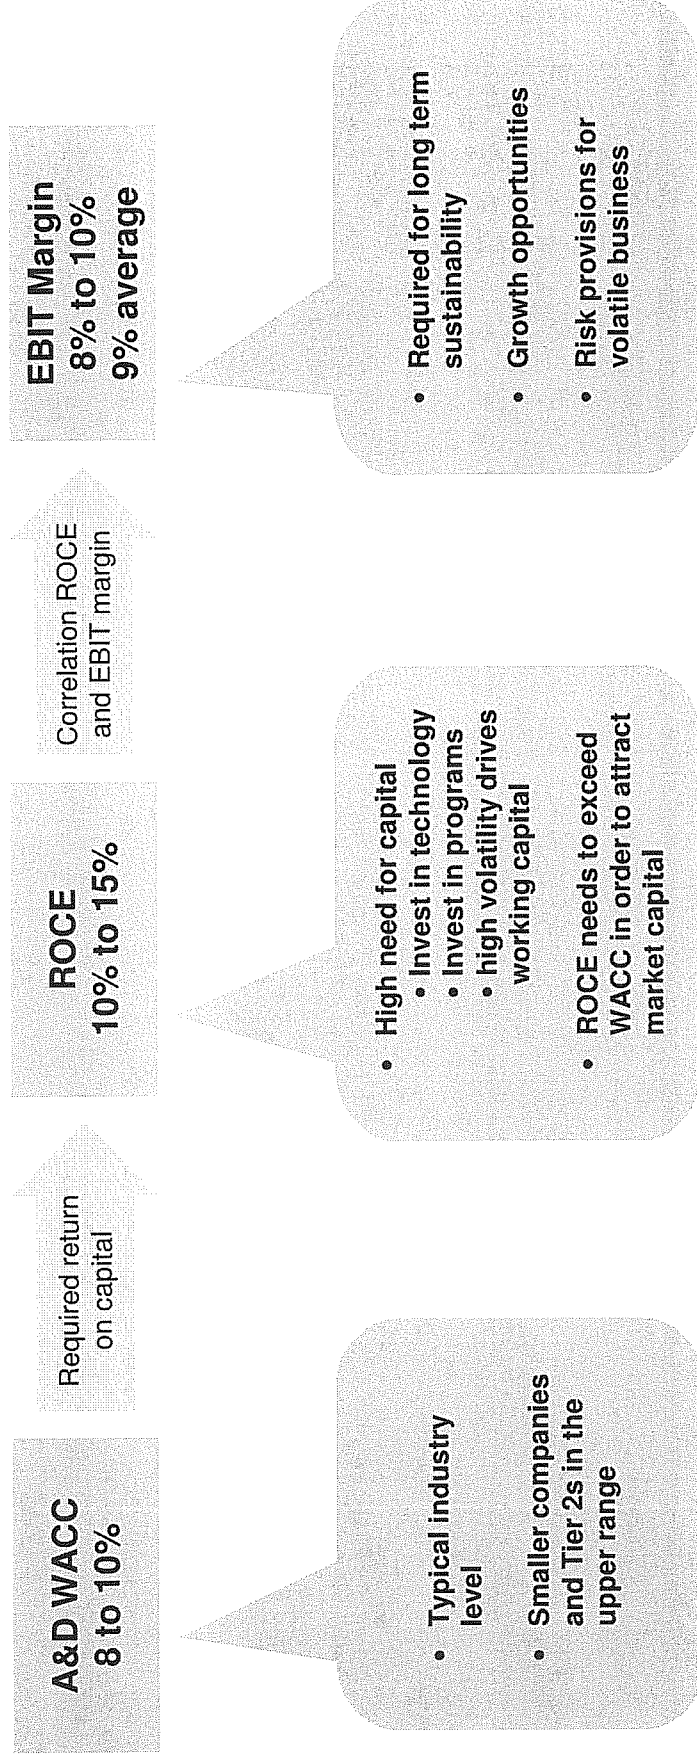 A&D WACC
8 to 10%
Required return
on capital
ROCE
10% to 15%
Correlation ROCE
and EBIT margin
EBIT Margin
8% to 10%
9% average
• Typical industry
level
• Smaller companies
and Tier 2s in the
upper range
• High need for capital
• Invest in technology
• Invest in programs
• high volatility drives
working capital
• ROCE needs to exceed
WACC in order to attract
market capital
• Required for long term
sustainability
• Growth opportunities
• Risk provisions for
volatile business